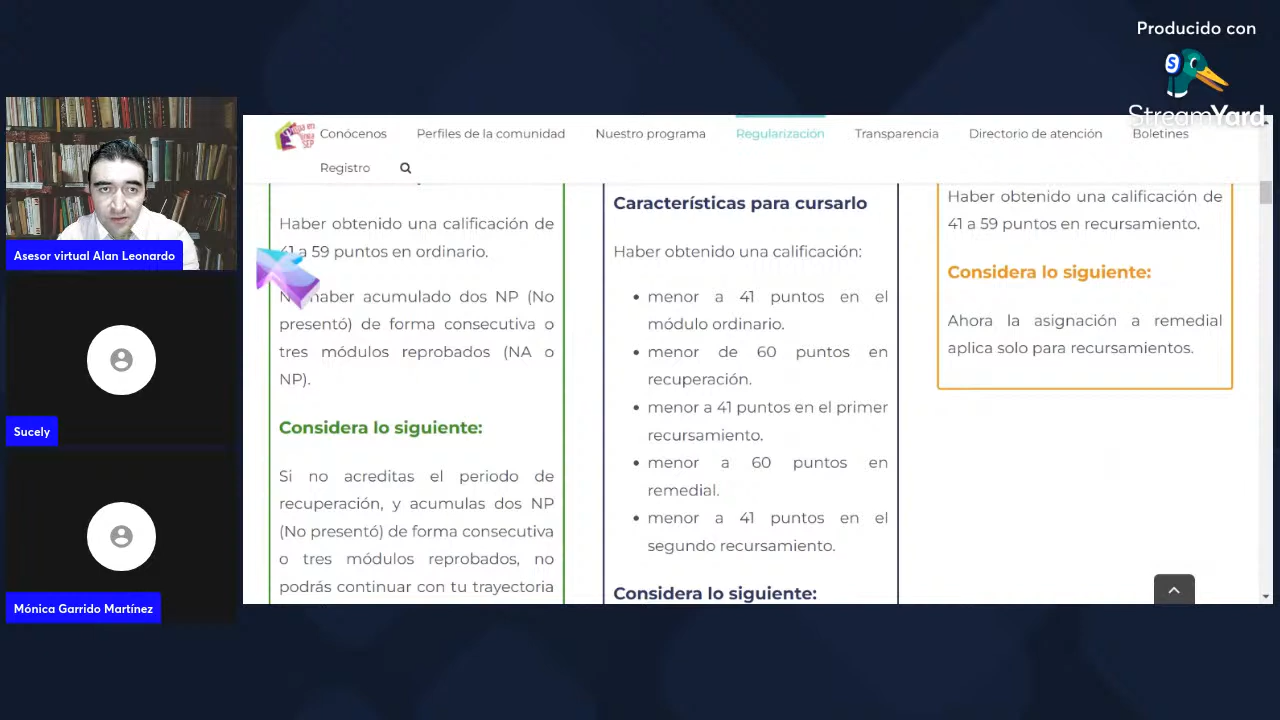 Producido con
StreamYard
Asesor virtual Alan Leonardo
Sucely
Mónica Garrido Martínez
Conócenos Perfiles de la comunidad Nuestro programa Regularización Transparencia Directorio de atención Boletines
Registro
Haber obtenido una calificación de
41 a 59 puntos en ordinario.
No haber acumulado dos NP (No
presentó) de forma consecutiva o
tres módulos reprobados (NA o
NP).
Considera lo siguiente:
Si no acreditas el periodo de
recuperación, y acumulas dos NP
(No presentó) de forma consecutiva
o tres módulos reprobados, no
podrás continuar con tu trayectoria
Características para cursarlo
Haber obtenido una calificación:
• menor a 41 puntos en el
módulo ordinario.
• menor de 60 puntos en
recuperación.
• menor a 41 puntos en el primer
recursamiento.
• menor a 60 puntos en
remedial.
• menor a 41 puntos en el
segundo recursamiento.
Considera lo siguiente:
Haber obtenido una calificación de
41 a 59 puntos en recursamiento.
Considera lo siguiente:
Ahora la asignación a remedial
aplica solo para recursamientos.